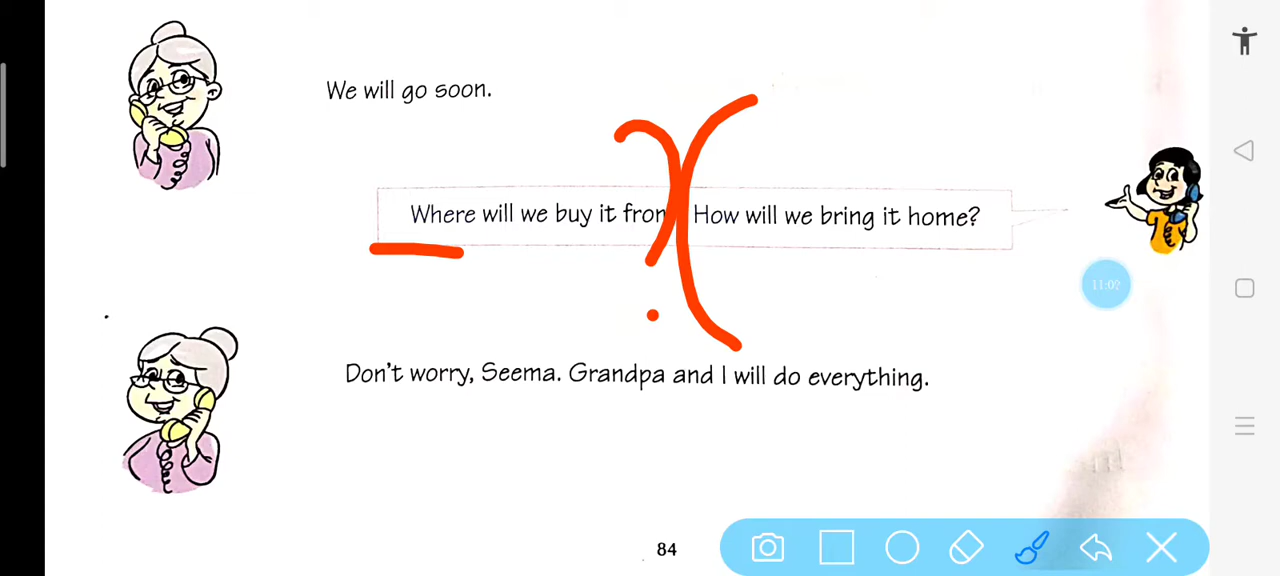 We will go soon.
Where will we buy it from How will we bring it home?
11:02
Don't worry, Seema. Grandpa and I will do everything.
84